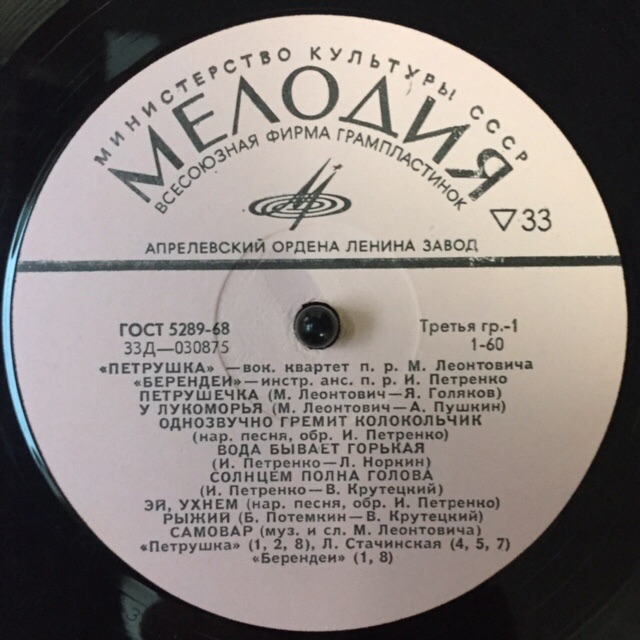 МИНИСТЕРСТВО КУЛЬТУРЫ СССР
МЕЛОДИЯ
ВСЕСОЮЗНАЯ ФИРМА ГРАМПЛАСТИНОК
▽33
АПРЕЛЕВСКИЙ ОРДЕНА ЛЕНИНА ЗАВОД
ГОСТ 5289-68 Третья гр.-1
33Д—030875 1-60
«ПЕТРУШКА» — вок. квартет п. р. М. Леонтовича
«БЕРЕНДЕИ» — инстр. анс. п. р. И. Петренко
ПЕТРУШЕЧКА (М. Леонтович—Я. Голяков)
У ЛУКОМОРЬЯ (М. Леонтович—А. Пушкин)
ОДНОЗВУЧНО ГРЕМИТ КОЛОКОЛЬЧИК
(нар. песня, обр. И. Петренко)
ВОДА БЫВАЕТ ГОРЬКАЯ
(И. Петренко—Л. Норкин)
СОЛНЦЕМ ПОЛНА ГОЛОВА
(И. Петренко—В. Крутецкий)
ЭЙ, УХНЕМ (нар. песня, обр. И. Петренко)
РЫЖИЙ (Б. Потемкин—В. Крутецкий)
САМОВАР (муз. и сл. М. Леонтовича)
«Петрушка» (1, 2, 8), Л. Стачинская (4, 5, 7)
«Берендеи» (1, 8)